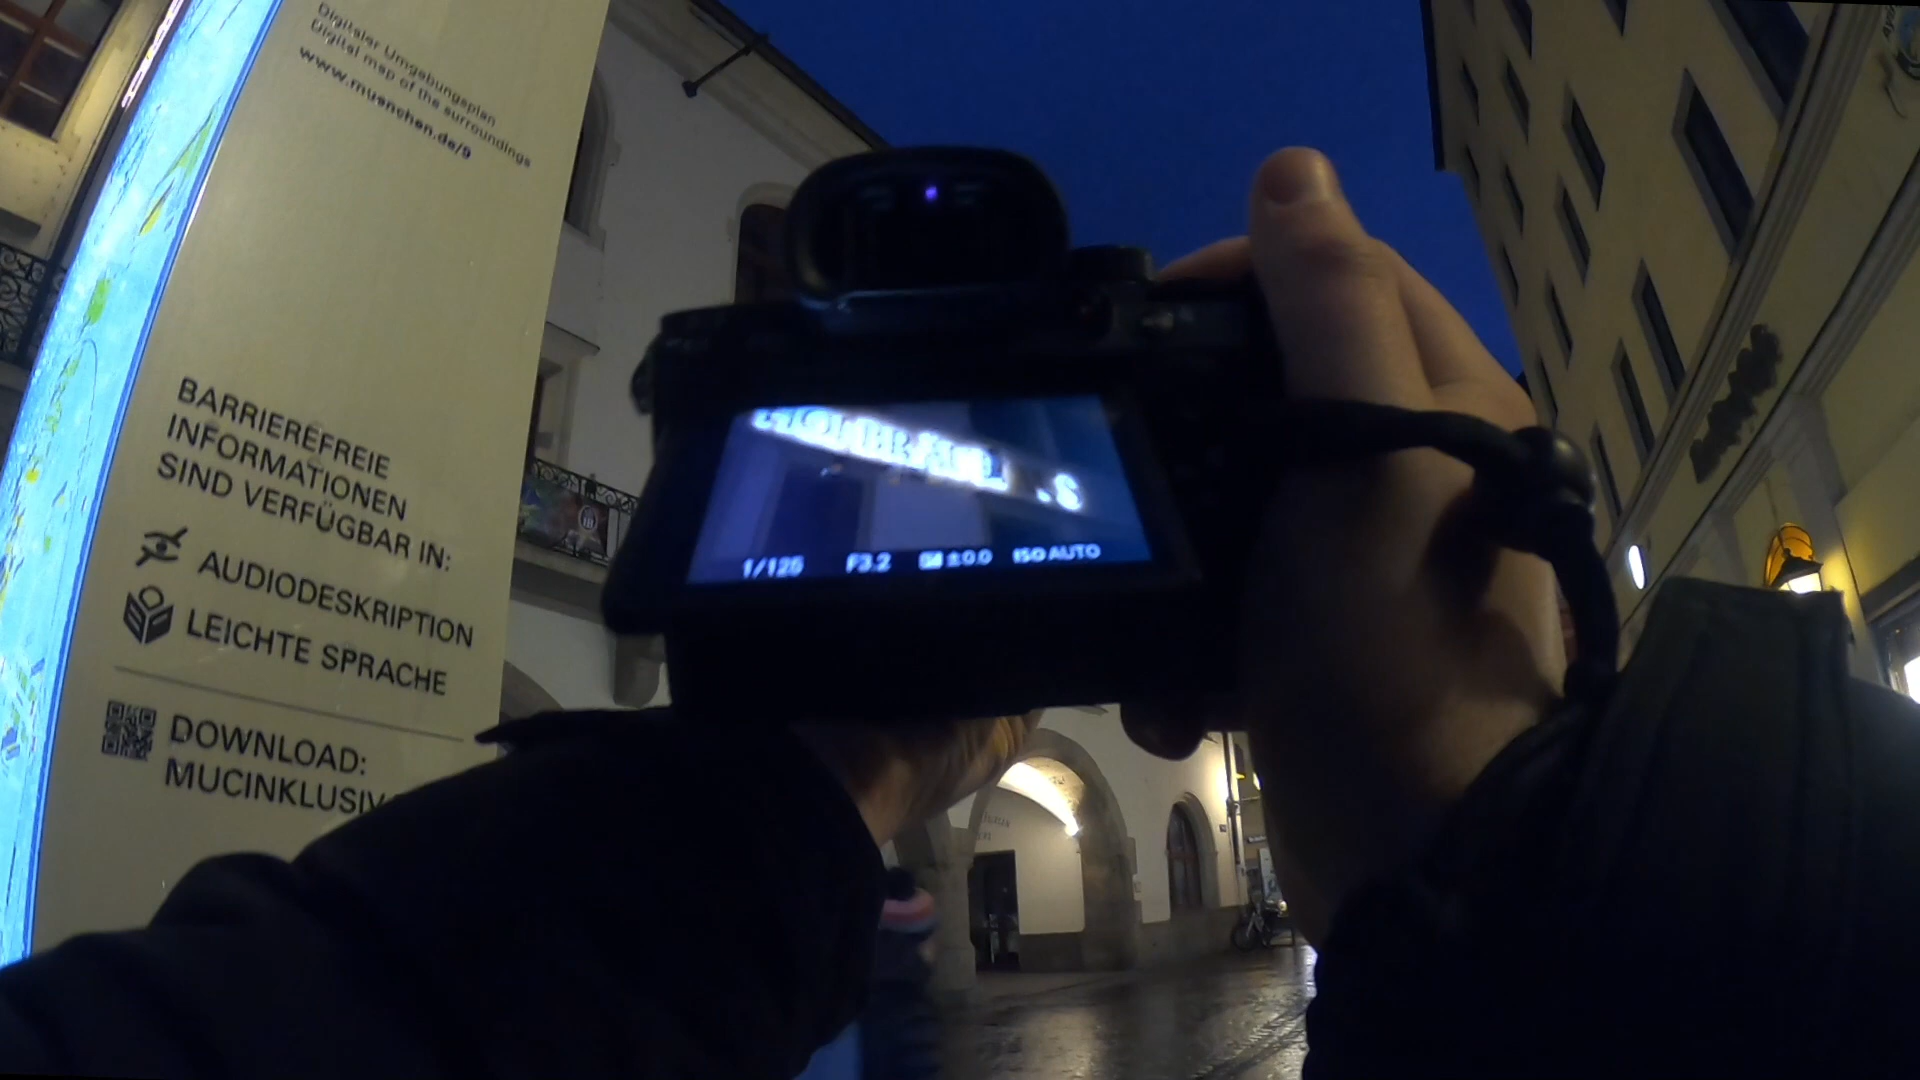 Digitaler Umgebungsplan
Digital map of the surroundings
www.muenchen.de/9
BARRIEREFREIE
INFORMATIONEN
SIND VERFÜGBAR IN:
AUDIODESKRIPTION
LEICHTE SPRACHE
DOWNLOAD:
MUCINKLUSIV
1/125 F3.2 ±0.0 ISO AUTO